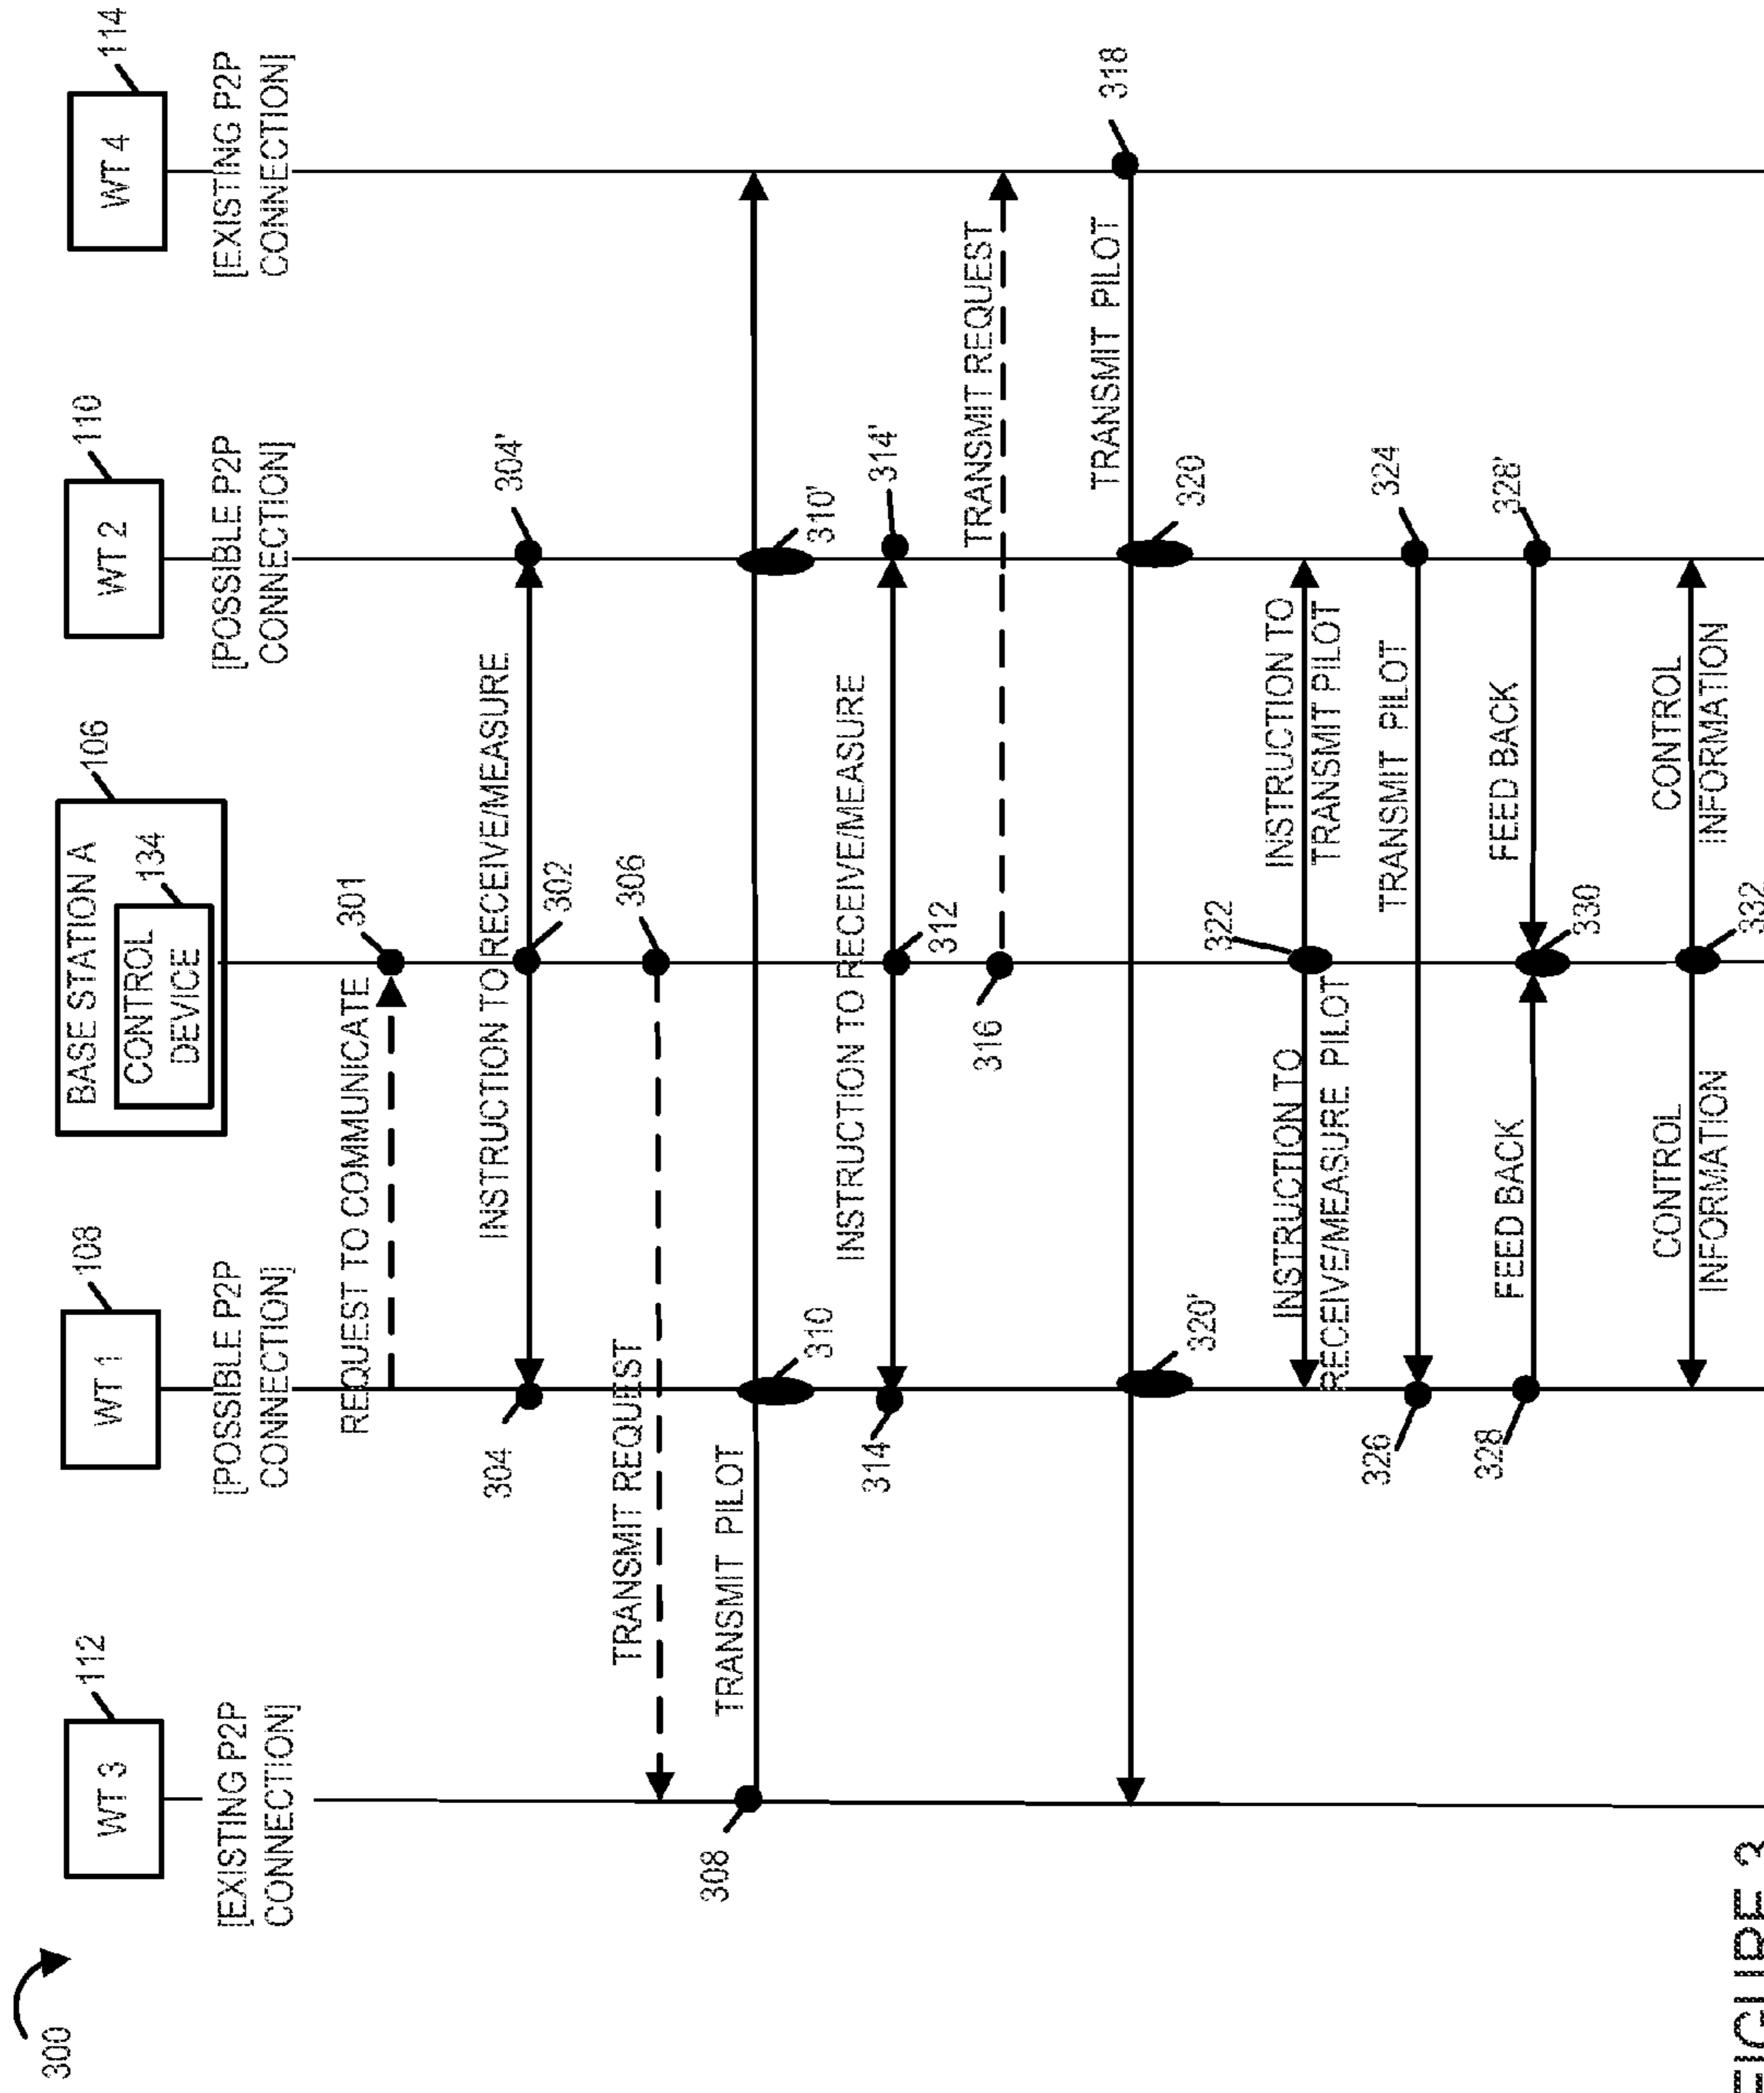 300
WT 3
112
[EXISTING P2P
CONNECTION]
WT 1
108
[POSSIBLE P2P
CONNECTION]
BASE STATION A
106
CONTROL
DEVICE
134
WT 2
110
[POSSIBLE P2P
CONNECTION]
WT 4
114
[EXISTING P2P
CONNECTION]
REQUEST TO COMMUNICATE
301
304
INSTRUCTION TO RECEIVE/MEASURE
302
304'
TRANSMIT REQUEST
306
308
TRANSMIT PILOT
310
310'
314
INSTRUCTION TO RECEIVE/MEASURE
312
314'
316
TRANSMIT REQUEST
320'
320
TRANSMIT PILOT
318
INSTRUCTION TO
RECEIVE/MEASURE PILOT
322
INSTRUCTION TO
TRANSMIT PILOT
326
TRANSMIT PILOT
324
328
FEED BACK
330
FEED BACK
328'
CONTROL
INFORMATION
332
CONTROL
INFORMATION
FIGURE 3